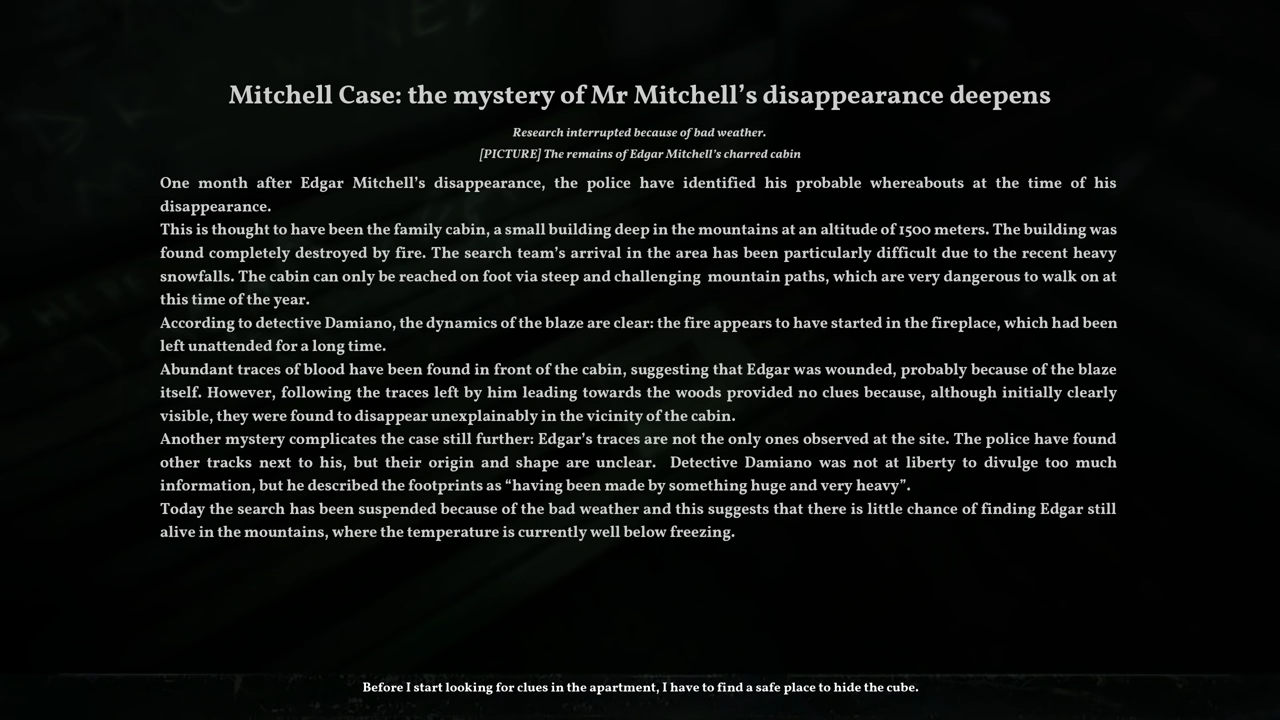 Mitchell Case: the mystery of Mr Mitchell's disappearance deepens
Research interrupted because of bad weather.
[PICTURE] The remains of Edgar Mitchell's charred cabin
One month after Edgar Mitchell's disappearance, the police have identified his probable whereabouts at the time of his
disappearance.
This is thought to have been the family cabin, a small building deep in the mountains at an altitude of 1500 meters. The building was
found completely destroyed by fire. The search team's arrival in the area has been particularly difficult due to the recent heavy
snowfalls. The cabin can only be reached on foot via steep and challenging  mountain paths, which are very dangerous to walk on at
this time of the year.
According to detective Damiano, the dynamics of the blaze are clear: the fire appears to have started in the fireplace, which had been
left unattended for a long time.
Abundant traces of blood have been found in front of the cabin, suggesting that Edgar was wounded, probably because of the blaze
itself. However, following the traces left by him leading towards the woods provided no clues because, although initially clearly
visible, they were found to disappear unexplainably in the vicinity of the cabin.
Another mystery complicates the case still further: Edgar's traces are not the only ones observed at the site. The police have found
other tracks next to his, but their origin and shape are unclear.  Detective Damiano was not at liberty to divulge too much
information, but he described the footprints as “having been made by something huge and very heavy”.
Today the search has been suspended because of the bad weather and this suggests that there is little chance of finding Edgar still
alive in the mountains, where the temperature is currently well below freezing.
Before I start looking for clues in the apartment, I have to find a safe place to hide the cube.